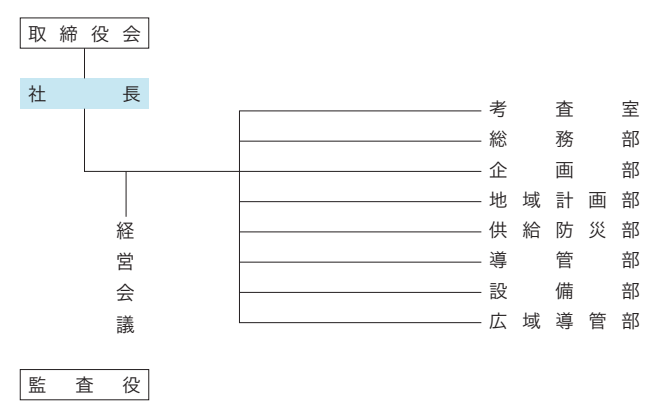 取締役会
社長
考査室
総務部
企画部
地域計画部
供給防災部
導管部
設備部
広域導管部
経営会議
監査役